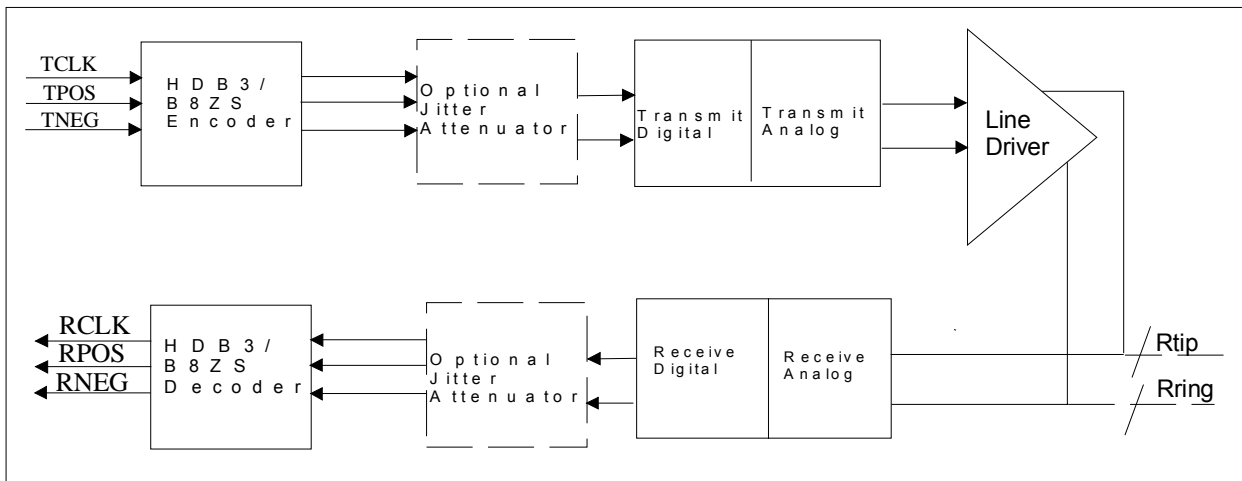 TCLK
TPOS
TNEG
HDB3/
B8ZS
Encoder
Optional
Jitter
Attenuator
Transmit
Digital
Transmit
Analog
Line
Driver
RCLK
RPOS
RNEG
HDB3/
B8ZS
Decoder
Optional
Jitter
Attenuator
Receive
Digital
Receive
Analog
Rtip
Rring